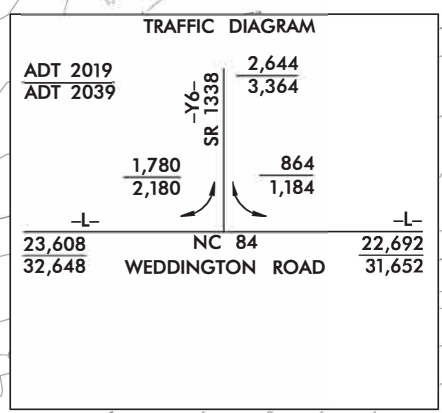 TRAFFIC DIAGRAM
ADT 2019
ADT 2039
2,644
3,364
–Y6–
SR 1338
1,780
2,180
864
1,184
–L–
–L–
23,608
32,648
NC 84
WEDDINGTON ROAD
22,692
31,652